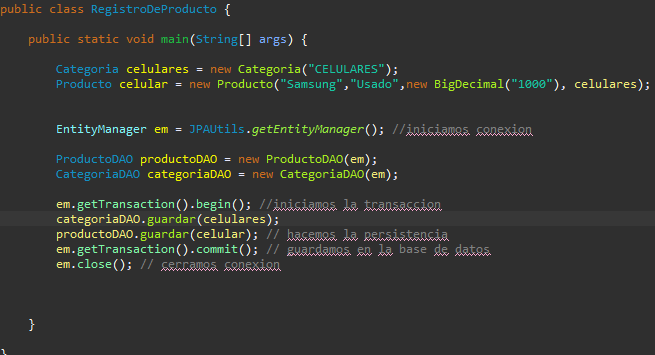 public class RegistroDeProducto {
public static void main(String[] args) {
Categoria celulares = new Categoria("CELULARES");
Producto celular = new Producto("Samsung","Usado",new BigDecimal("1000"), celulares);
EntityManager em = JPAUtils.getEntityManager(); //iniciamos conexion
ProductoDAO productoDAO = new ProductoDAO(em);
CategoriaDAO categoriaDAO = new CategoriaDAO(em);
em.getTransaction().begin(); //iniciamos la transaccion
categoriaDAO.guardar(celulares);
productoDAO.guardar(celular); // hacemos la persistencia
em.getTransaction().commit(); // guardamos en la base de datos
em.close(); // cerramos conexion
}
}